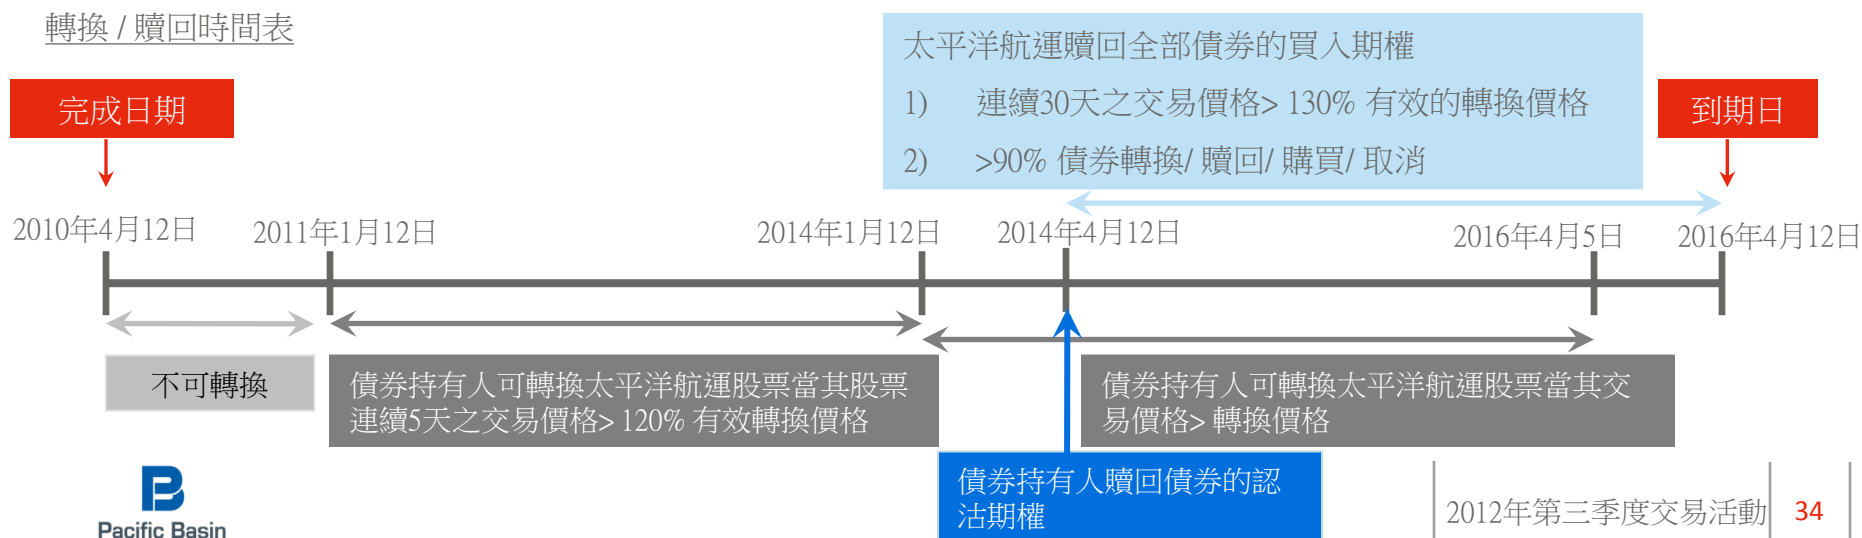 轉換 / 贖回時間表
太平洋航運贖回全部債券的買入期權
1) 連續30天之交易價格> 130% 有效的轉換價格
2) >90% 債券轉換/ 贖回/ 購買/ 取消
完成日期
到期日
2010年4月12日
2011年1月12日
2014年1月12日
2014年4月12日
2016年4月5日
2016年4月12日
不可轉換
債券持有人可轉換太平洋航運股票當其股票
連續5天之交易價格> 120% 有效轉換價格
債券持有人可轉換太平洋航運股票當其交
易價格> 轉換價格
債券持有人贖回債券的認
沽期權
Pacific Basin
2012年第三季度交易活動
34